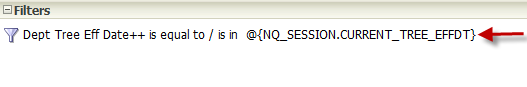 Filters
Dept Tree Eff Date++ is equal to / is in @{NQ_SESSION.CURRENT_TREE_EFFDT}